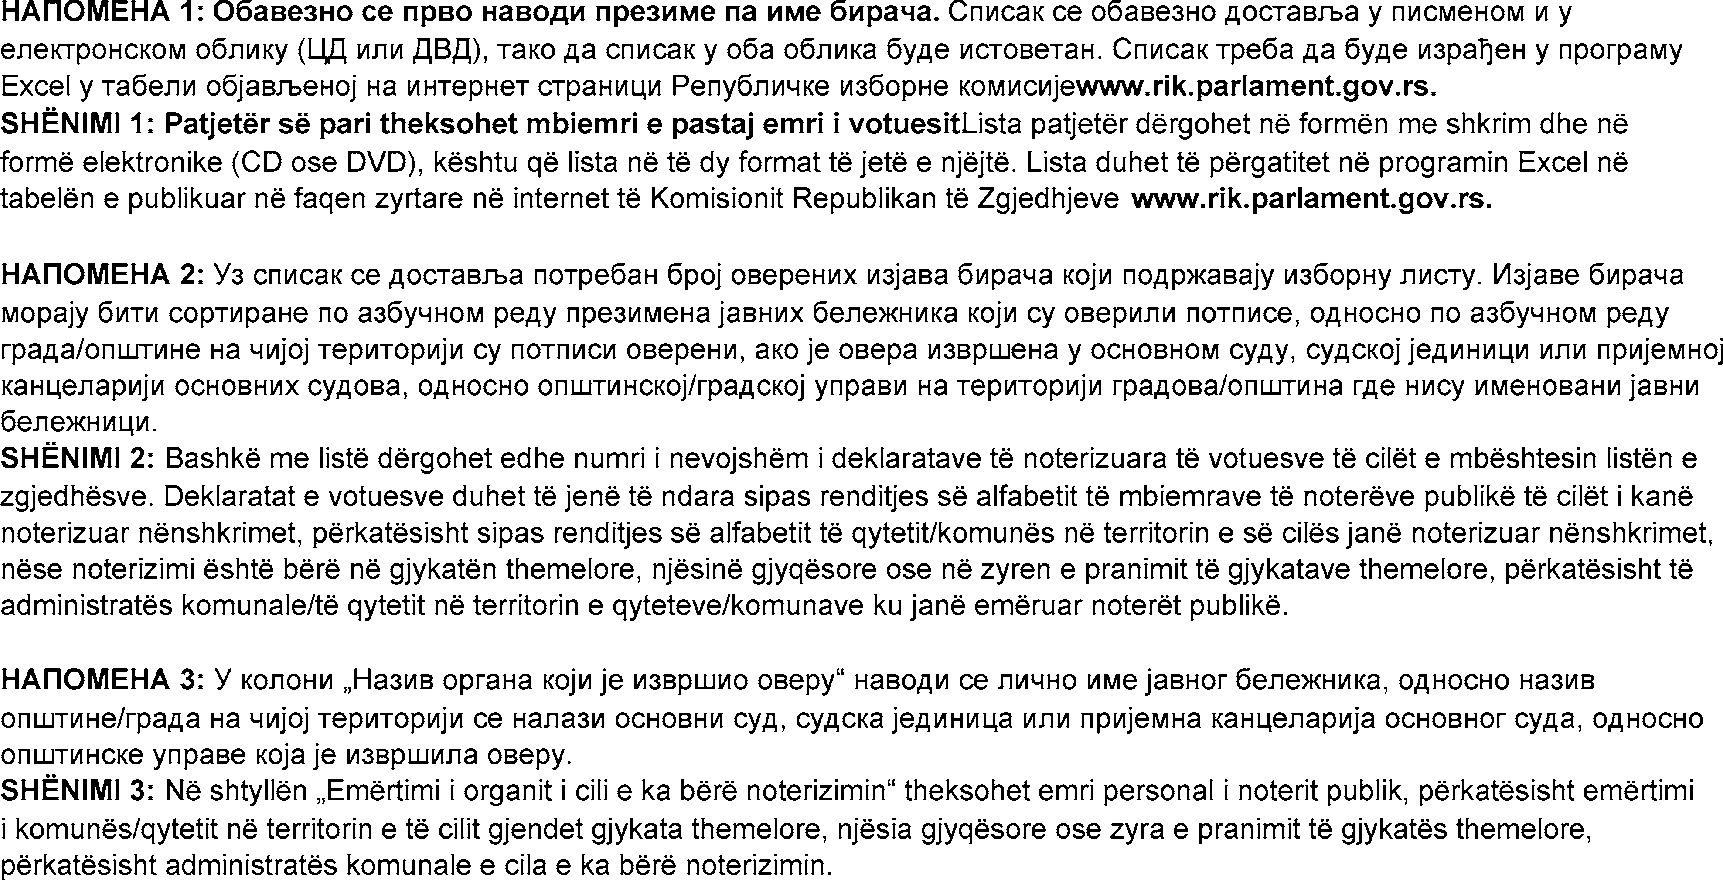 НАПОМЕНА 1: Обавезно се прво наводи презиме па име бирача. Списак се обавезно доставља у писменом и у
електронском облику (ЦД или ДВД), тако да списак у оба облика буде истоветан. Списак треба да буде израђен у програму
Excel у табели објављеној на интернет страници Републичке изборне комисијеwww.rik.parlament.gov.rs.
SHËNIMI 1: Patjetër së pari theksohet mbiemri e pastaj emri i votuesitLista patjetër dërgohet në formën me shkrim dhe në
formë elektronike (CD ose DVD), kështu që lista në të dy format të jetë e njëjtë. Lista duhet të përgatitet në programin Excel në
tabelën e publikuar në faqen zyrtare në internet të Komisionit Republikan të Zgjedhjeve www.rik.parlament.gov.rs.
НАПОМЕНА 2: Уз списак се доставља потребан број оверених изјава бирача који подржавају изборну листу. Изјаве бирача
морају бити сортиране по азбучном реду презимена јавних бележника који су оверили потписе, односно по азбучном реду
града/општине на чијој територији су потписи оверени, ако је овера извршена у основном суду, судској јединици или пријемној
канцеларији основних судова, односно општинској/градској управи на територији градова/општина где нису именовани јавни
бележници.
SHËNIMI 2: Bashkë me listë dërgohet edhe numri i nevojshëm i deklaratave të noterizuara të votuesve të cilët e mbështesin listën e
zgjedhësve. Deklaratat e votuesve duhet të jenë të ndara sipas renditjes së alfabetit të mbiemrave të noterëve publikë të cilët i kanë
noterizuar nënshkrimet, përkatësisht sipas renditjes së alfabetit të qytetit/komunës në territorin e së cilës janë noterizuar nënshkrimet,
nëse noterizimi është bërë në gjykatën themelore, njësinë gjyqësore ose në zyren e pranimit të gjykatave themelore, përkatësisht të
administratës komunale/të qytetit në territorin e qyteteve/komunave ku janë emëruar noterët publikë.
НАПОМЕНА 3: У колони „Назив органа који је извршио оверу“ наводи се лично име јавног бележника, односно назив
општине/града на чијој територији се налази основни суд, судска јединица или пријемна канцеларија основног суда, односно
општинске управе која је извршила оверу.
SHËNIMI 3: Në shtyllën „Emërtimi i organit i cili e ka bërë noterizimin“ theksohet emri personal i noterit publik, përkatësisht emërtimi
i komunës/qytetit në territorin e të cilit gjendet gjykata themelore, njësia gjyqësore ose zyra e pranimit të gjykatës themelore,
përkatësisht administratës komunale e cila e ka bërë noterizimin.